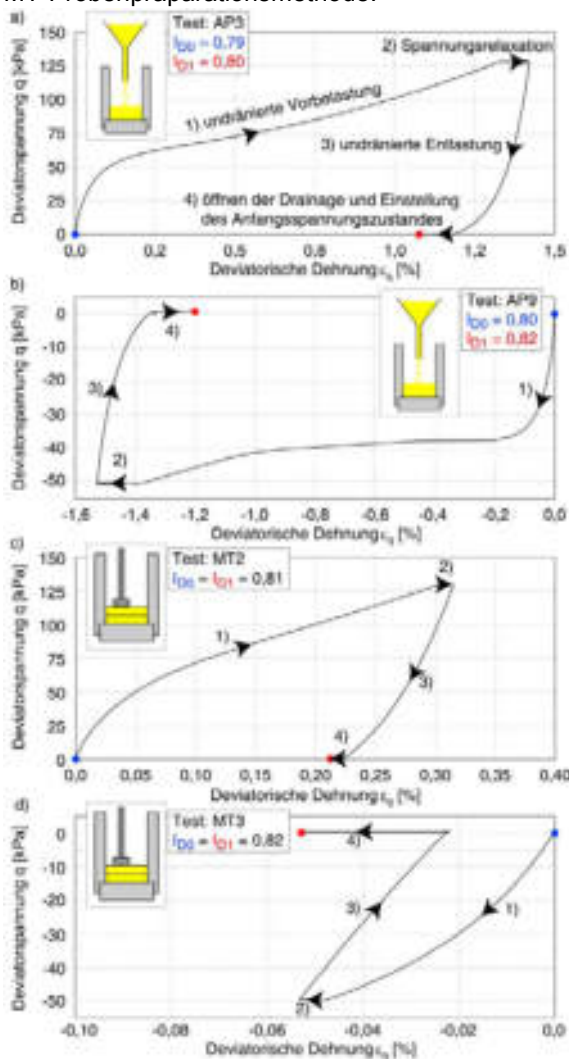 MT-Probenpräparationsmethode.
a)
Test: AP3
I_D0 = 0,79
I_D1 = 0,80
Deviatorspannung q [kPa]
150
125
100
75
50
25
0
1) undränierte Vorbelastung
2) Spannungsrelaxation
3) undränierte Entlastung
4) öffnen der Drainage und Einstellung
des Anfangsspannungszustandes
0,0 0,2 0,5 0,6 1,0 1,2 1,5
Deviatorische Dehnung ε_q [%]
b)
Test: AP9
I_D0 = 0,80
I_D1 = 0,82
Deviatorspannung q [kPa]
0
-10
-20
-30
-40
-50
1)
2)
3)
4)
-1,6 -1,4 -1,2 -1,0 -0,8 -0,6 -0,4 -0,2 0,0
Deviatorische Dehnung ε_q [%]
c)
Test: MT2
I_D0 = I_D1 = 0,81
Deviatorspannung q [kPa]
150
125
100
75
50
25
0
1)
2)
3)
4)
0,0 0,05 0,10 0,15 0,20 0,25 0,30 0,35 0,40
Deviatorische Dehnung ε_q [%]
d)
Test: MT3
I_D0 = I_D1 = 0,82
Deviatorspannung q [kPa]
0
-10
-20
-30
-40
-50
4)
3)
1)
2)
-0,10 -0,08 -0,06 -0,04 -0,02 0,0
Deviatorische Dehnung ε_q [%]